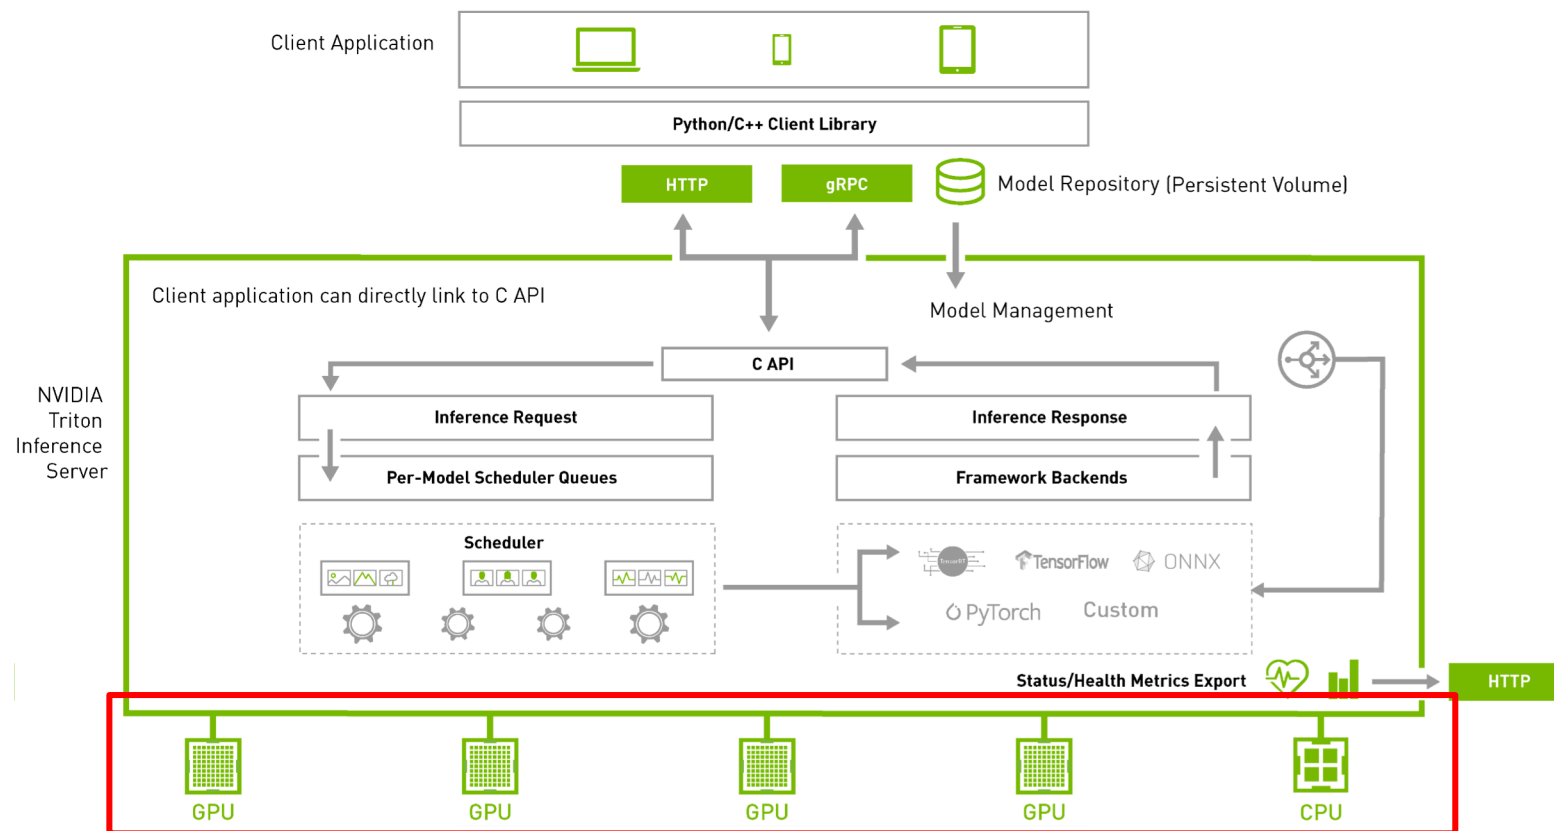 Client Application
Python/C++ Client Library
HTTP
gRPC
Model Repository (Persistent Volume)
Client application can directly link to C API
Model Management
C API
NVIDIA
Triton
Inference
Server
Inference Request
Inference Response
Per-Model Scheduler Queues
Framework Backends
Scheduler
TensorRT
TensorFlow
ONNX
PyTorch
Custom
Status/Health Metrics Export
HTTP
GPU
GPU
GPU
GPU
CPU